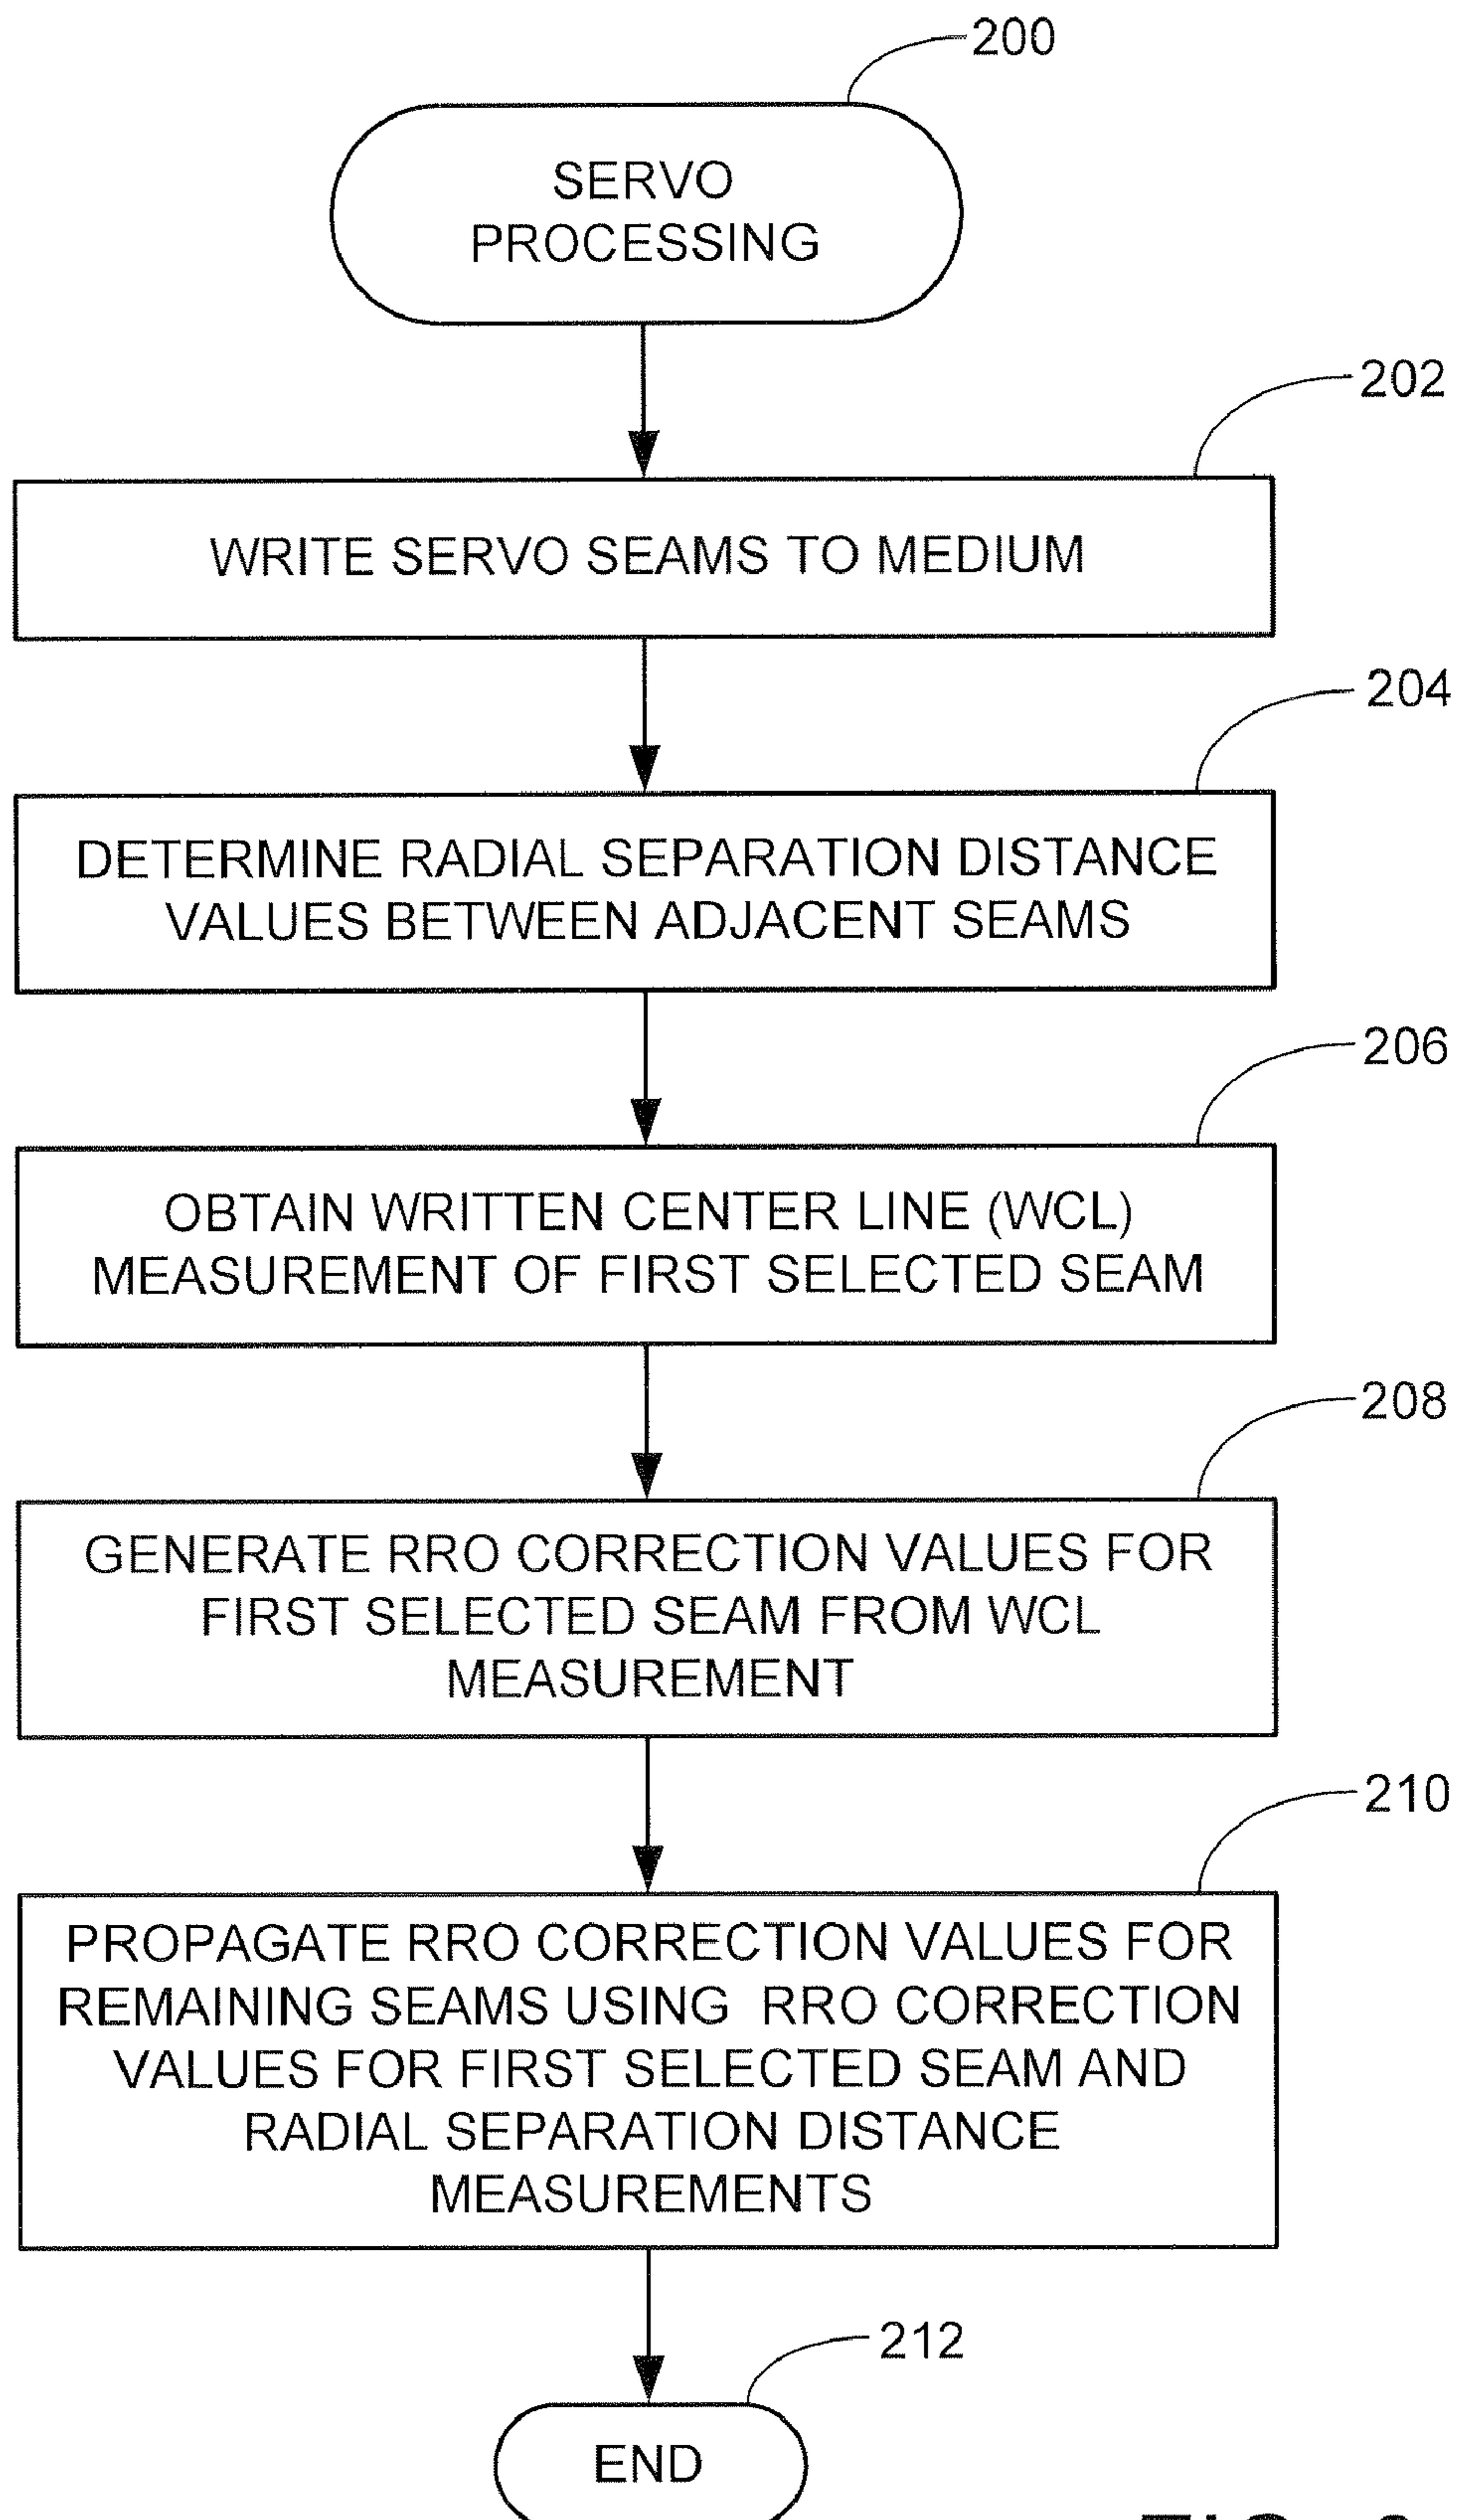 200
SERVO
PROCESSING
202
WRITE SERVO SEAMS TO MEDIUM
204
DETERMINE RADIAL SEPARATION DISTANCE
VALUES BETWEEN ADJACENT SEAMS
206
OBTAIN WRITTEN CENTER LINE (WCL)
MEASUREMENT OF FIRST SELECTED SEAM
208
GENERATE RRO CORRECTION VALUES FOR
FIRST SELECTED SEAM FROM WCL
MEASUREMENT
210
PROPAGATE RRO CORRECTION VALUES FOR
REMAINING SEAMS USING RRO CORRECTION
VALUES FOR FIRST SELECTED SEAM AND
RADIAL SEPARATION DISTANCE
MEASUREMENTS
212
END